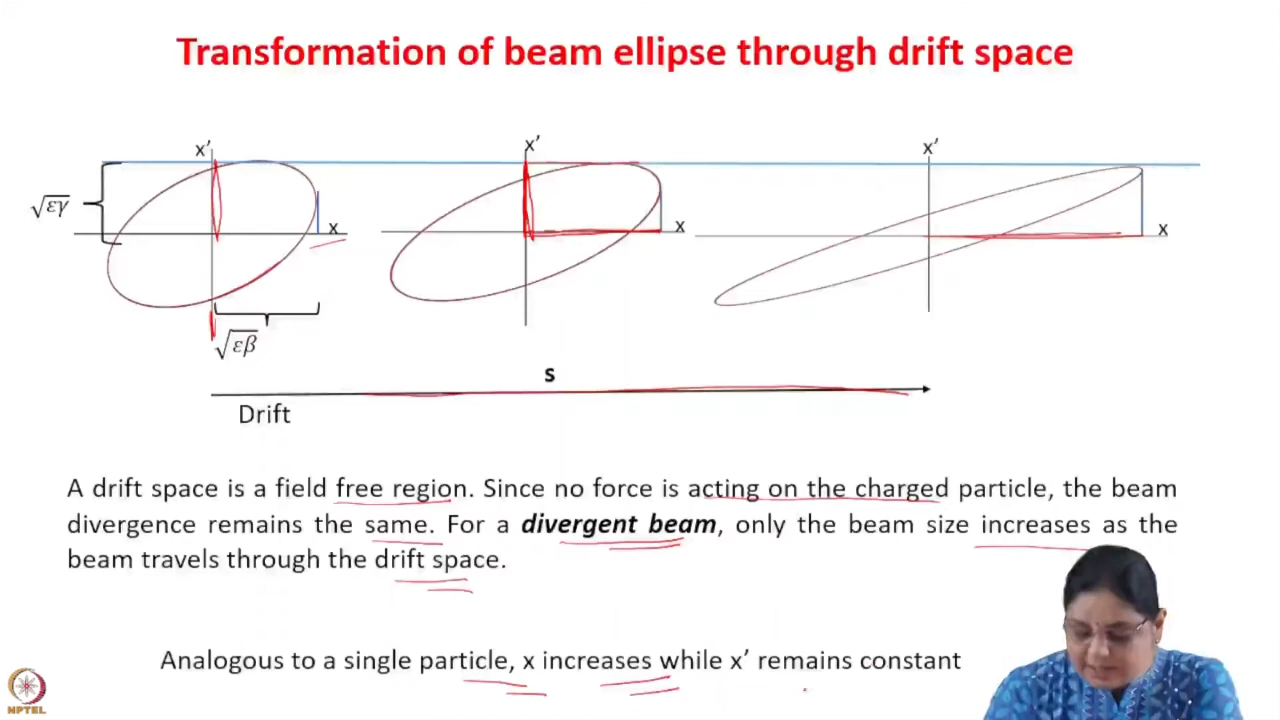 Transformation of beam ellipse through drift space
x’ x’ x’
√εγ
x x x
√εβ
s
Drift
A drift space is a field free region. Since no force is acting on the charged particle, the beam
divergence remains the same. For a divergent beam, only the beam size increases as the
beam travels through the drift space.
Analogous to a single particle, x increases while x’ remains constant
NPTEL